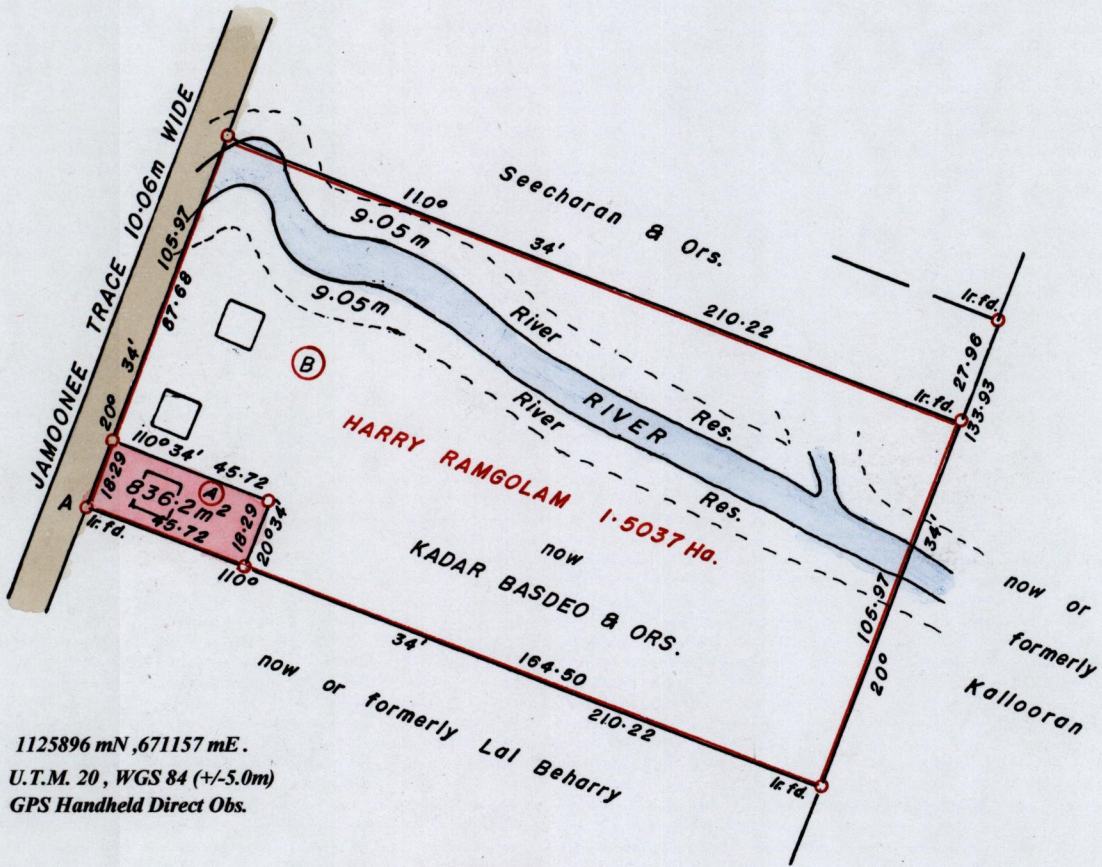 JAMOONEE TRACE 10.06m WIDE
Seecharan & Ors.
110° 34' 210.22
9.05m
River Res.
RIVER
9.05m
River Res.
Ir. fd.
27.96
133.93
Ir. fd.
105.97
87.68
20° 34'
B
HARRY RAMGOLAM 1.5037 Ha.
now
KADAR BASDEO & ORS.
110° 34' 45.72
18.29
A
836.2 m²
45.72
18.29
20° 34'
A
Ir. fd.
110° 34' 164.50
210.22
34'
105.97
20°
now or
formerly
Kallooran
now or formerly Lal Beharry
Ir. fd.
1125896 mN ,671157 mE .
U.T.M. 20 , WGS 84 (+/-5.0m)
GPS Handheld Direct Obs.